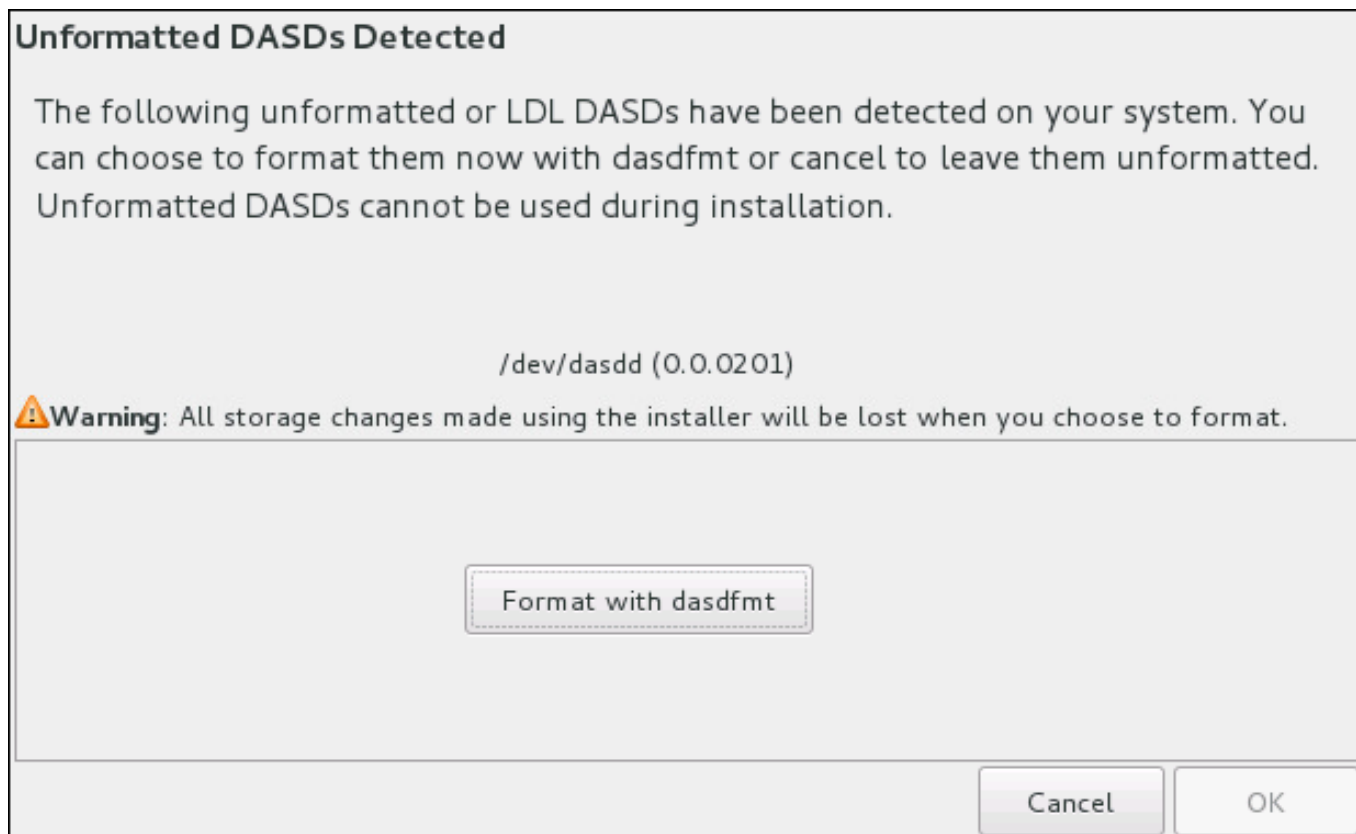 Unformatted DASDs Detected
The following unformatted or LDL DASDs have been detected on your system. You
can choose to format them now with dasdfmt or cancel to leave them unformatted.
Unformatted DASDs cannot be used during installation.
/dev/dasdd (0.0.0201)
Warning: All storage changes made using the installer will be lost when you choose to format.
Format with dasdfmt
Cancel
OK